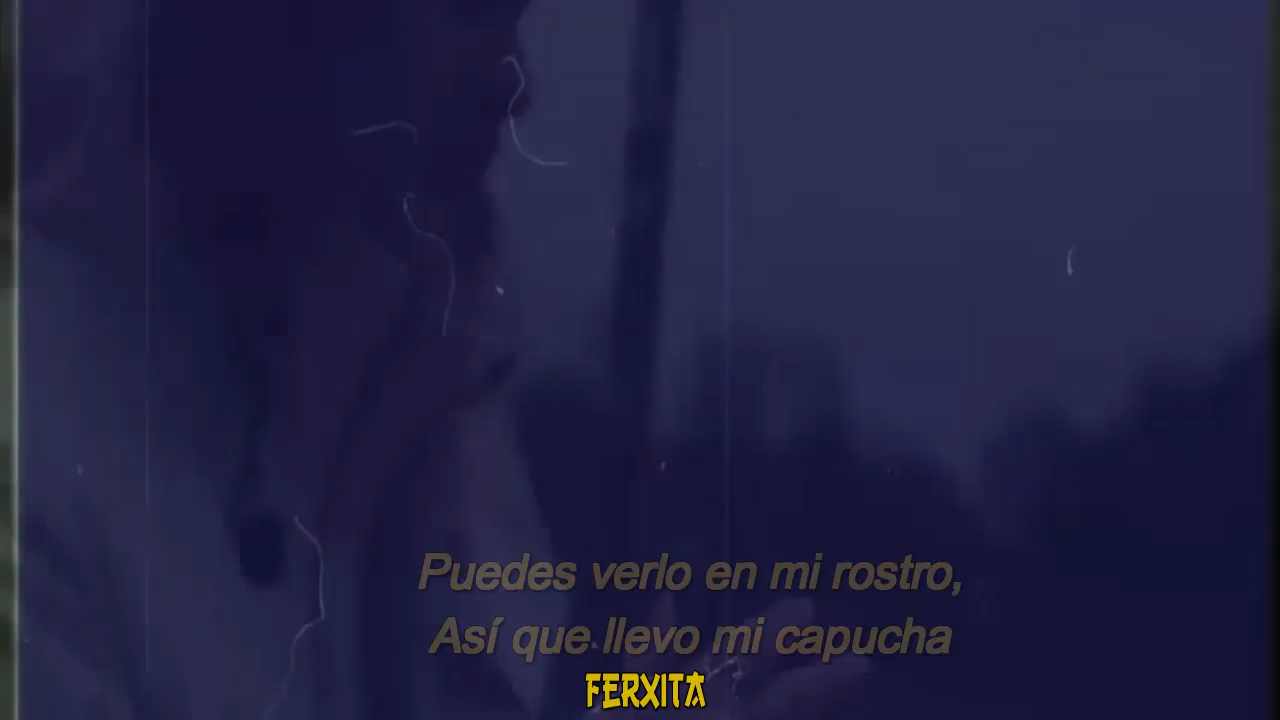 Puedes verlo en mi rostro,
Así que llevo mi capucha
FERXITA